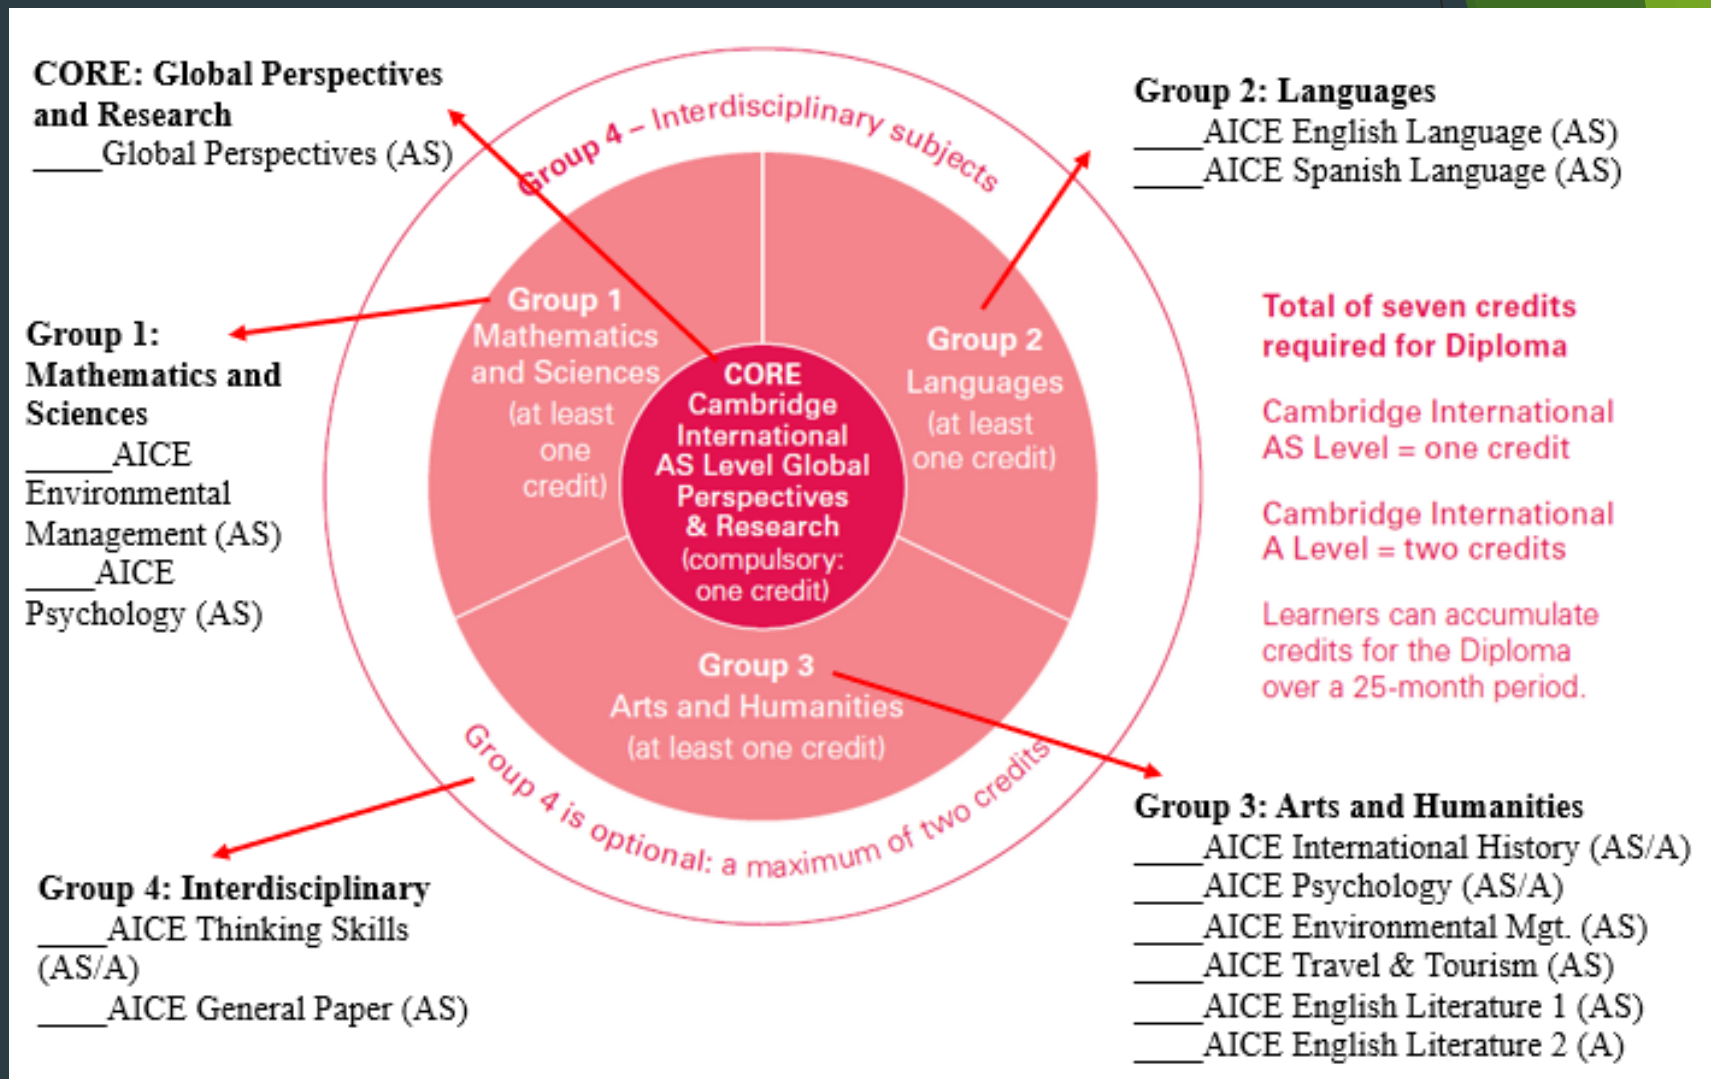 CORE: Global Perspectives
and Research
____Global Perspectives (AS)
Group 1:
Mathematics and
Sciences
_____AICE
Environmental
Management (AS)
____AICE
Psychology (AS)
Group 4: Interdisciplinary
____AICE Thinking Skills
(AS/A)
____AICE General Paper (AS)
Group 4 – Interdisciplinary subjects
Group 1
Mathematics
and Sciences
(at least
one
credit)
Group 2
Languages
(at least
one credit)
CORE
Cambridge
International
AS Level Global
Perspectives
& Research
(compulsory:
one credit)
Group 3
Arts and Humanities
(at least one credit)
Group 4 is optional: a maximum of two credits
Group 2: Languages
____AICE English Language (AS)
____AICE Spanish Language (AS)
Total of seven credits
required for Diploma
Cambridge International
AS Level = one credit
Cambridge International
A Level = two credits
Learners can accumulate
credits for the Diploma
over a 25-month period.
Group 3: Arts and Humanities
____AICE International History (AS/A)
____AICE Psychology (AS/A)
____AICE Environmental Mgt. (AS)
____AICE Travel & Tourism (AS)
____AICE English Literature 1 (AS)
____AICE English Literature 2 (A)